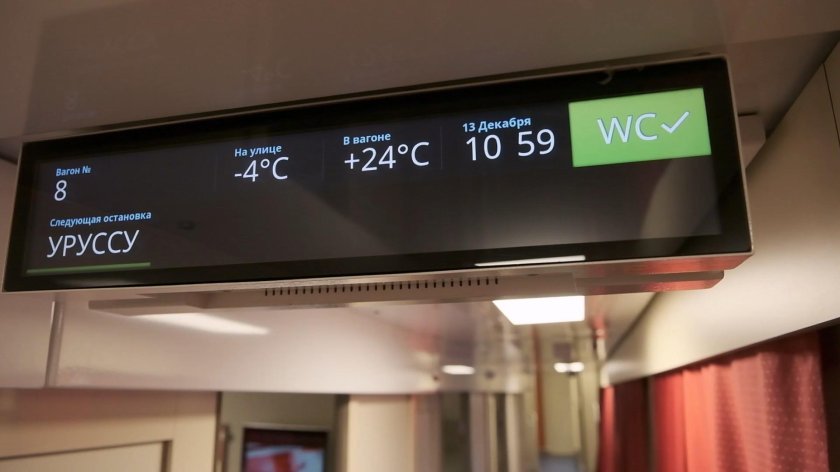 Вагон №
8
На улице
-4°C
В вагоне
+24°C
13 Декабря
10 59
WC✓
Следующая остановка
УРУССУ